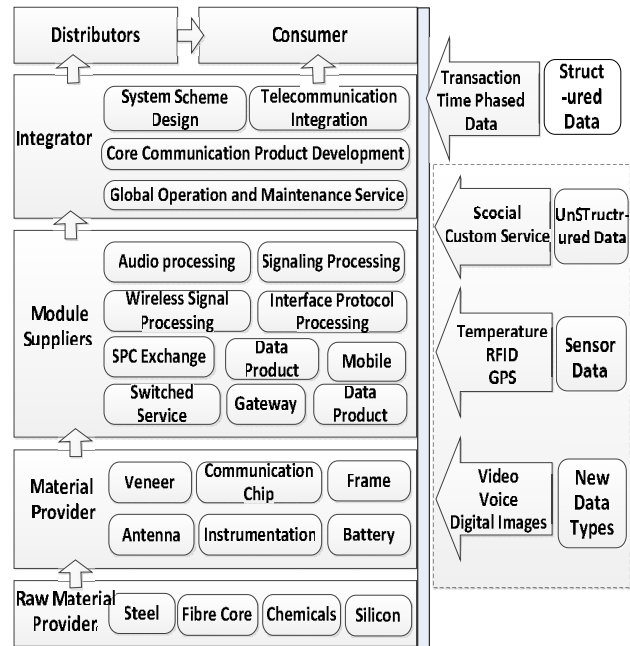 Distributors
Consumer
Integrator
System Scheme
Design
Telecommunication
Integration
Core Communication Product Development
Global Operation and Maintenance Service
Module
Suppliers
Audio processing
Signaling Processing
Wireless Signal
Processing
Interface Protocol
Processing
SPC Exchange
Data
Product
Mobile
Switched
Service
Gateway
Data
Product
Material
Provider
Veneer
Communication
Chip
Frame
Antenna
Instrumentation
Battery
Raw Material
Provider
Steel
Fibre Core
Chemicals
Silicon
Transaction
Time Phased
Data
Struct
-ured
Data
Scocial
Custom Service
UnSTructr-
ured Data
Temperature
RFID
GPS
Sensor
Data
Video
Voice
Digital Images
New
Data
Types